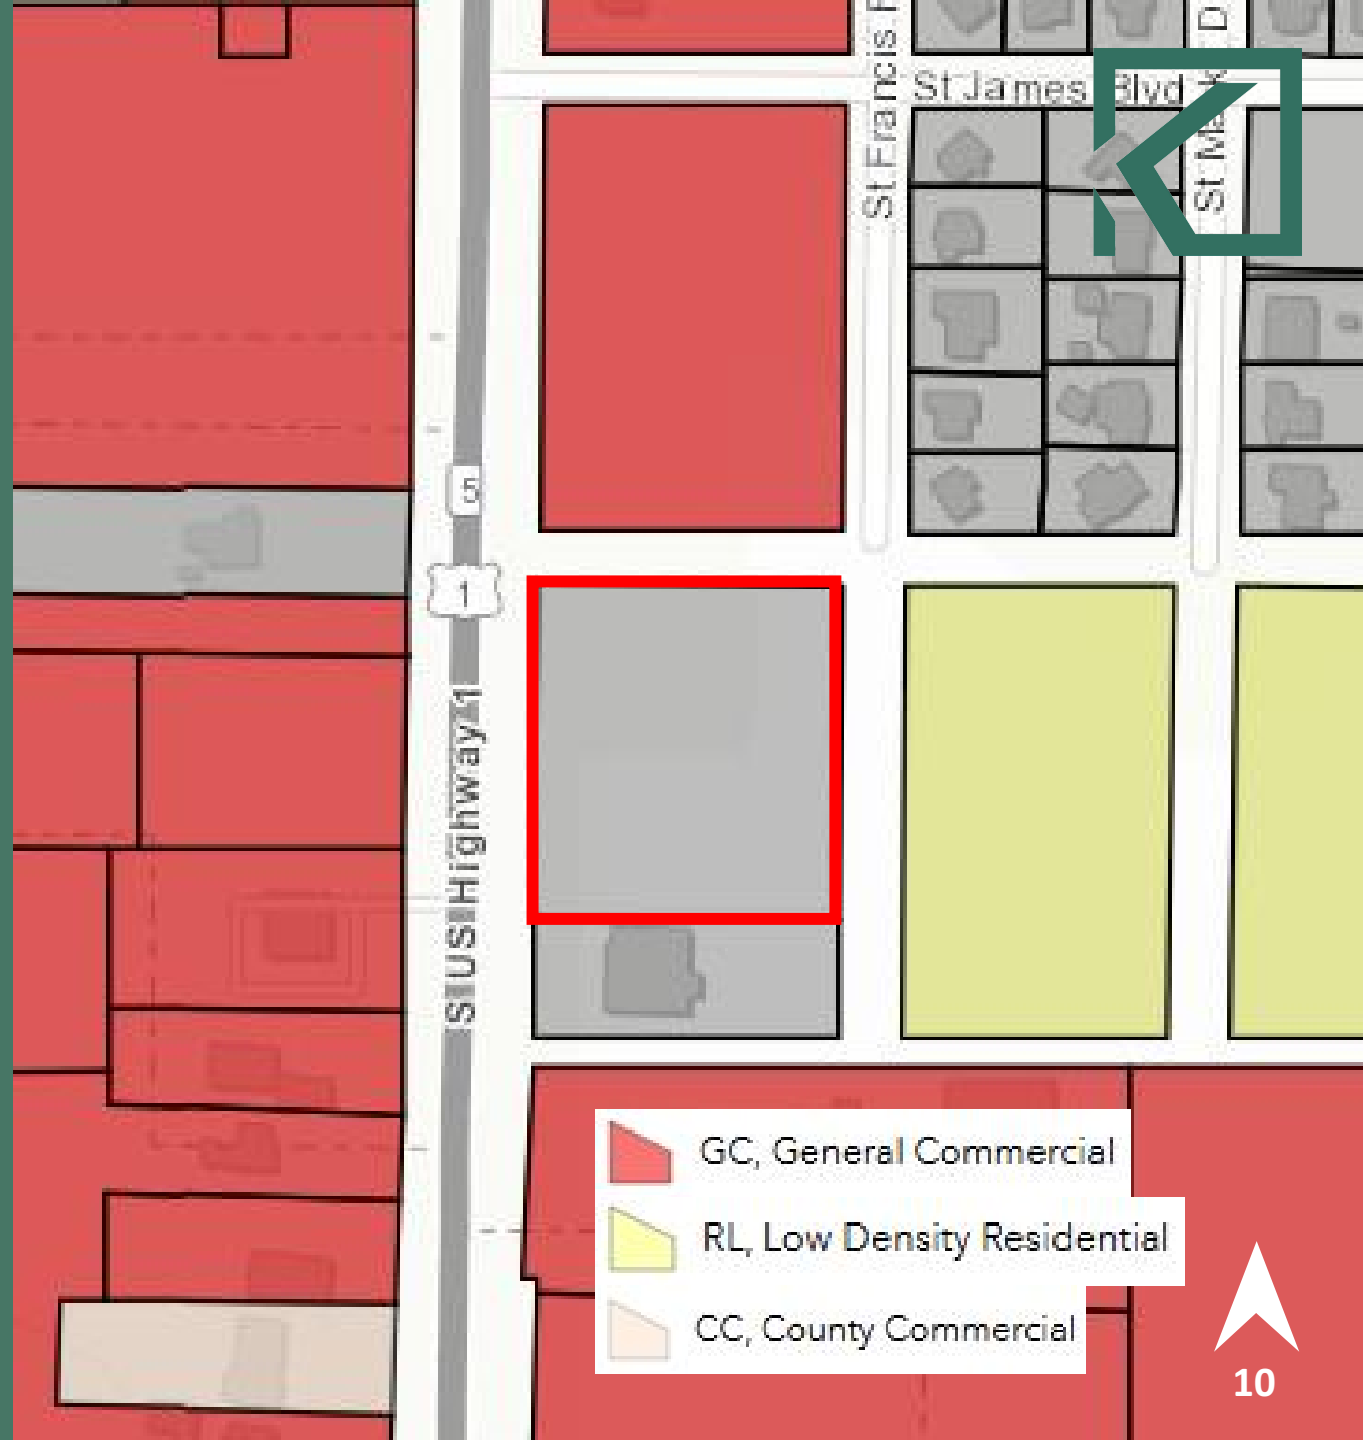 St Francis
St James Blvd
St
5
1
S US Highway 1
GC, General Commercial
RL, Low Density Residential
CC, County Commercial
10